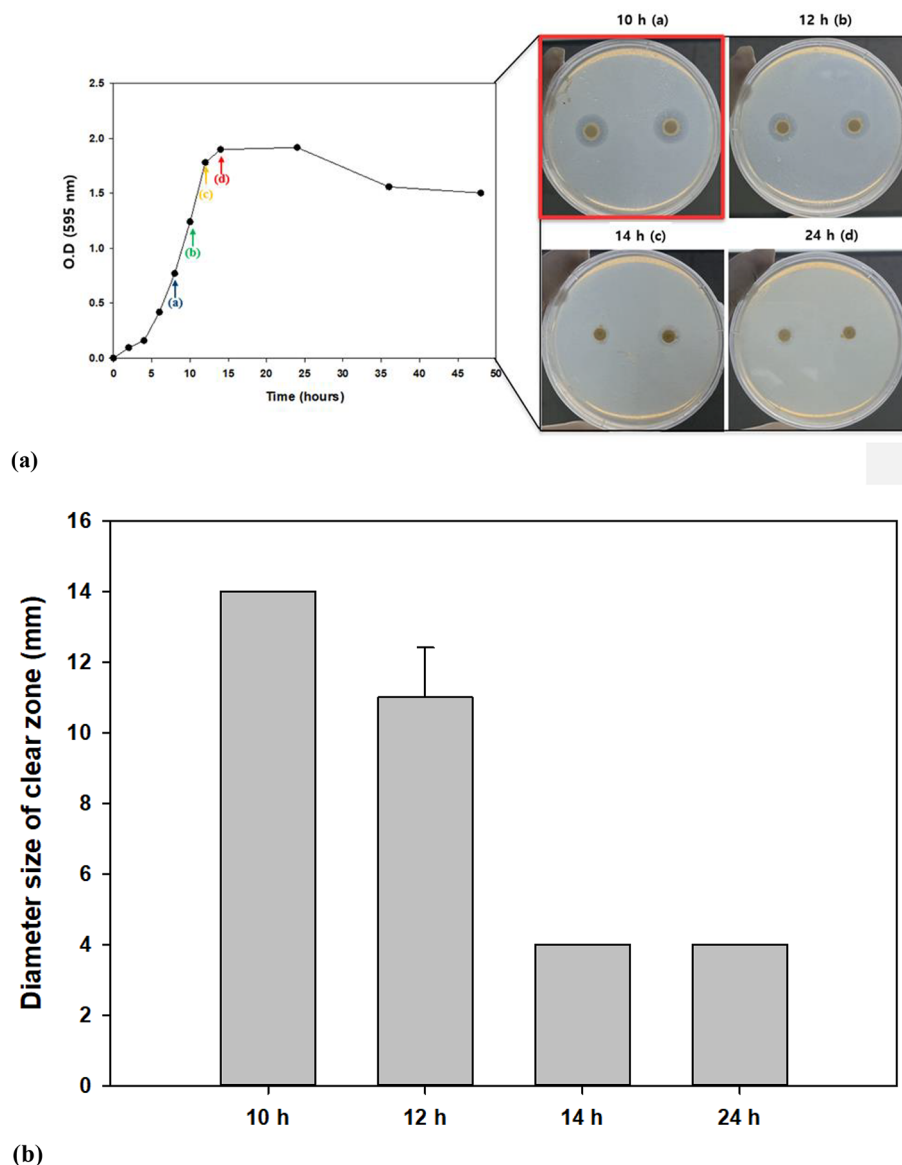 10 h (a)
12 h (b)
2.5
2.0
1.5
1.0
0.5
0.0
O.D (595 nm)
(d)
(c)
(b)
(a)
0 5 10 15 20 25 30 35 40 45 50
Time (hours)
14 h (c)
24 h (d)
(a)
16
14
12
10
8
6
4
2
0
Diameter size of clear zone (mm)
10 h
12 h
14 h
24 h
(b)